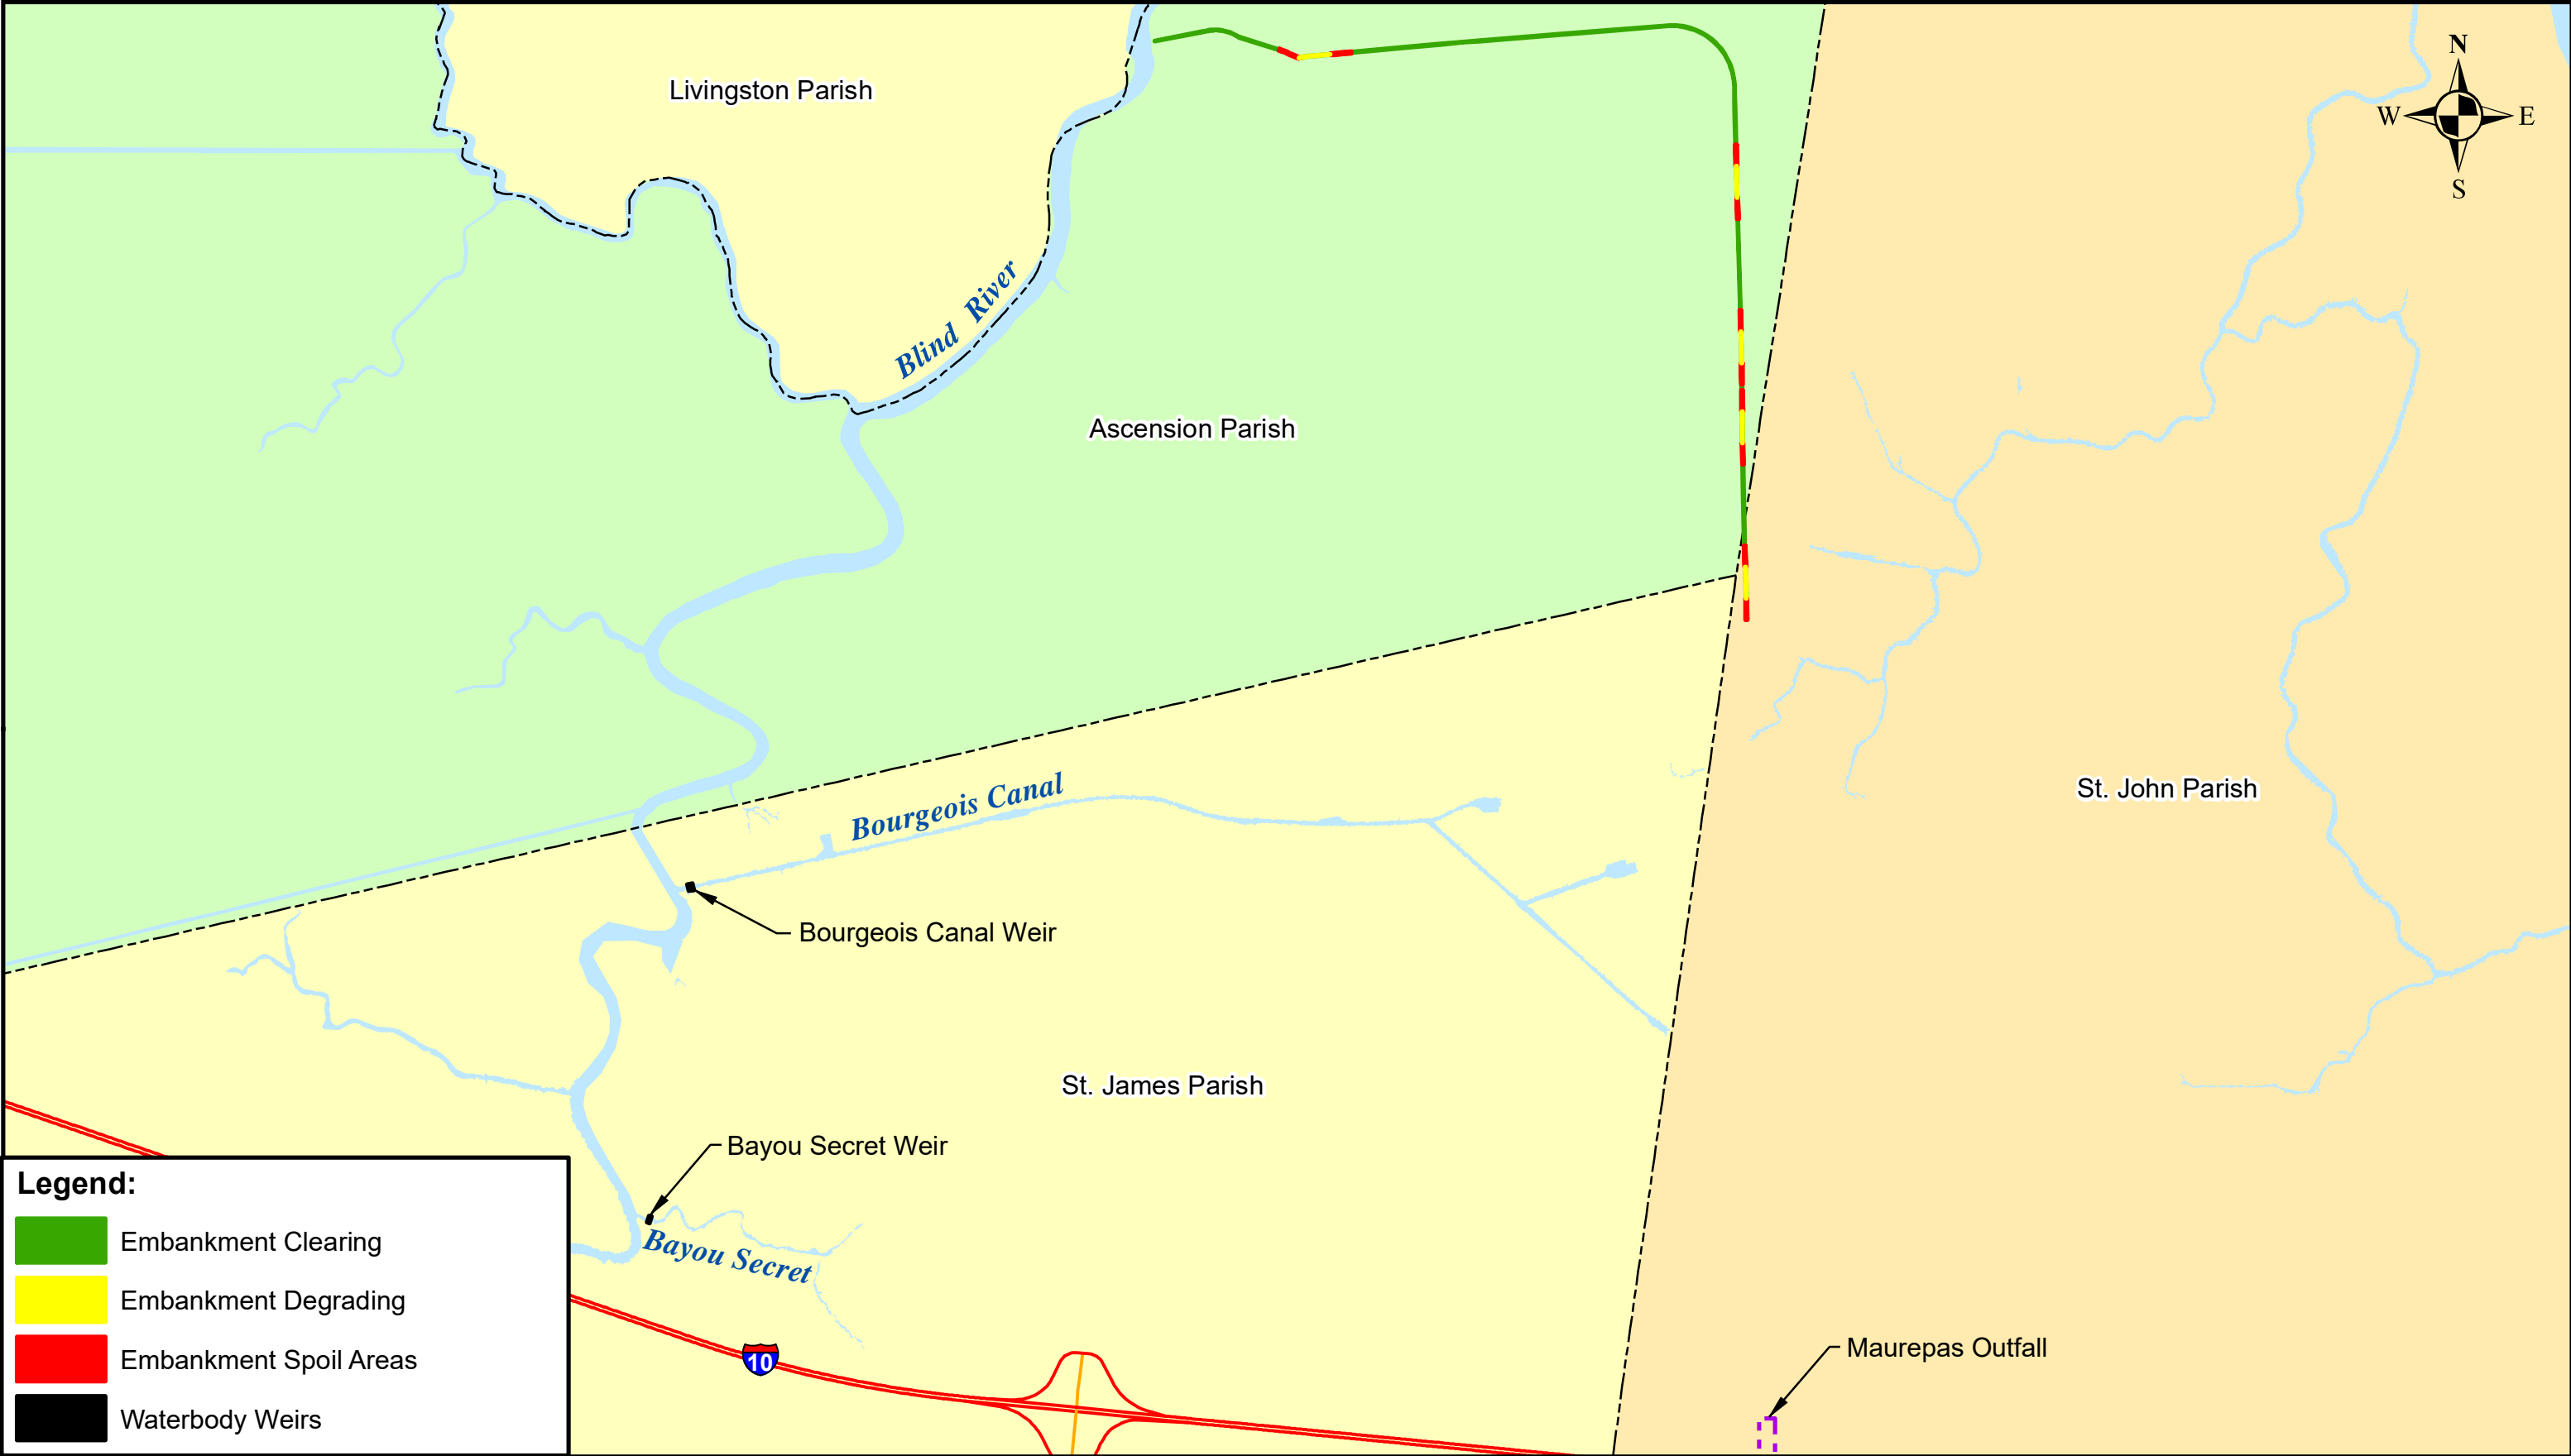 N
W E
S
Livingston Parish
Blind River
Ascension Parish
Bourgeois Canal
St. John Parish
Bourgeois Canal Weir
St. James Parish
Bayou Secret Weir
Bayou Secret
10
Maurepas Outfall
Legend:
Embankment Clearing
Embankment Degrading
Embankment Spoil Areas
Waterbody Weirs